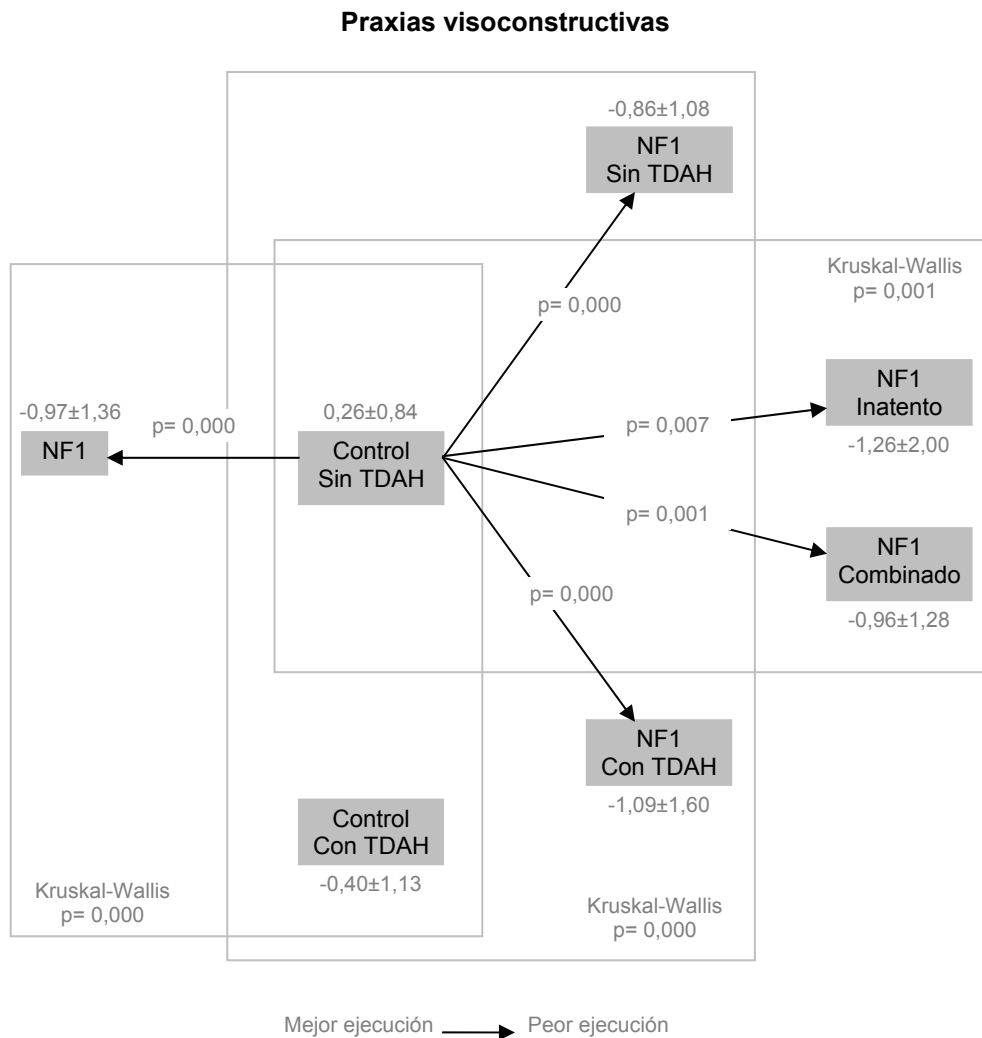 Praxias visoconstructivas
-0,86±1,08
NF1
Sin TDAH
Kruskal-Wallis
p= 0,001
p= 0,000
NF1
Inatento
-1,26±2,00
-0,97±1,36
NF1
p= 0,000
0,26±0,84
Control
Sin TDAH
p= 0,007
p= 0,001
NF1
Combinado
-0,96±1,28
p= 0,000
NF1
Con TDAH
-1,09±1,60
Control
Con TDAH
-0,40±1,13
Kruskal-Wallis
p= 0,000
Kruskal-Wallis
p= 0,000
Mejor ejecución
Peor ejecución